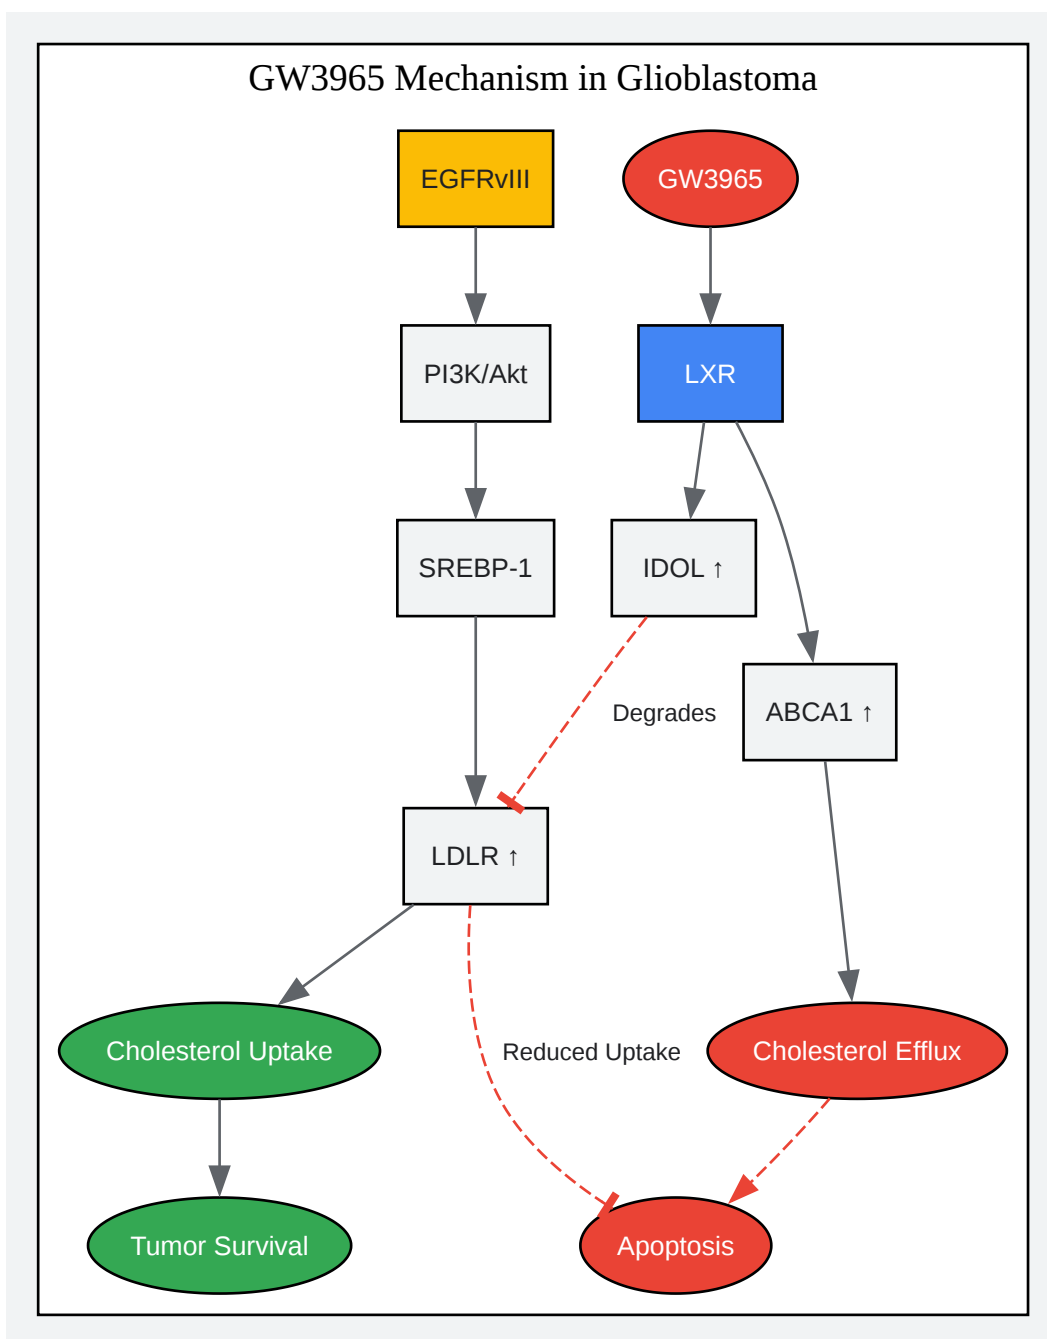 GW3965 Mechanism in Glioblastoma
EGFRvIII
GW3965
PI3K/Akt
LXR
SREBP-1
IDOL ↑
Degrades
ABCA1 ↑
LDLR ↑
Cholesterol Uptake
Reduced Uptake
Cholesterol Efflux
Tumor Survival
Apoptosis